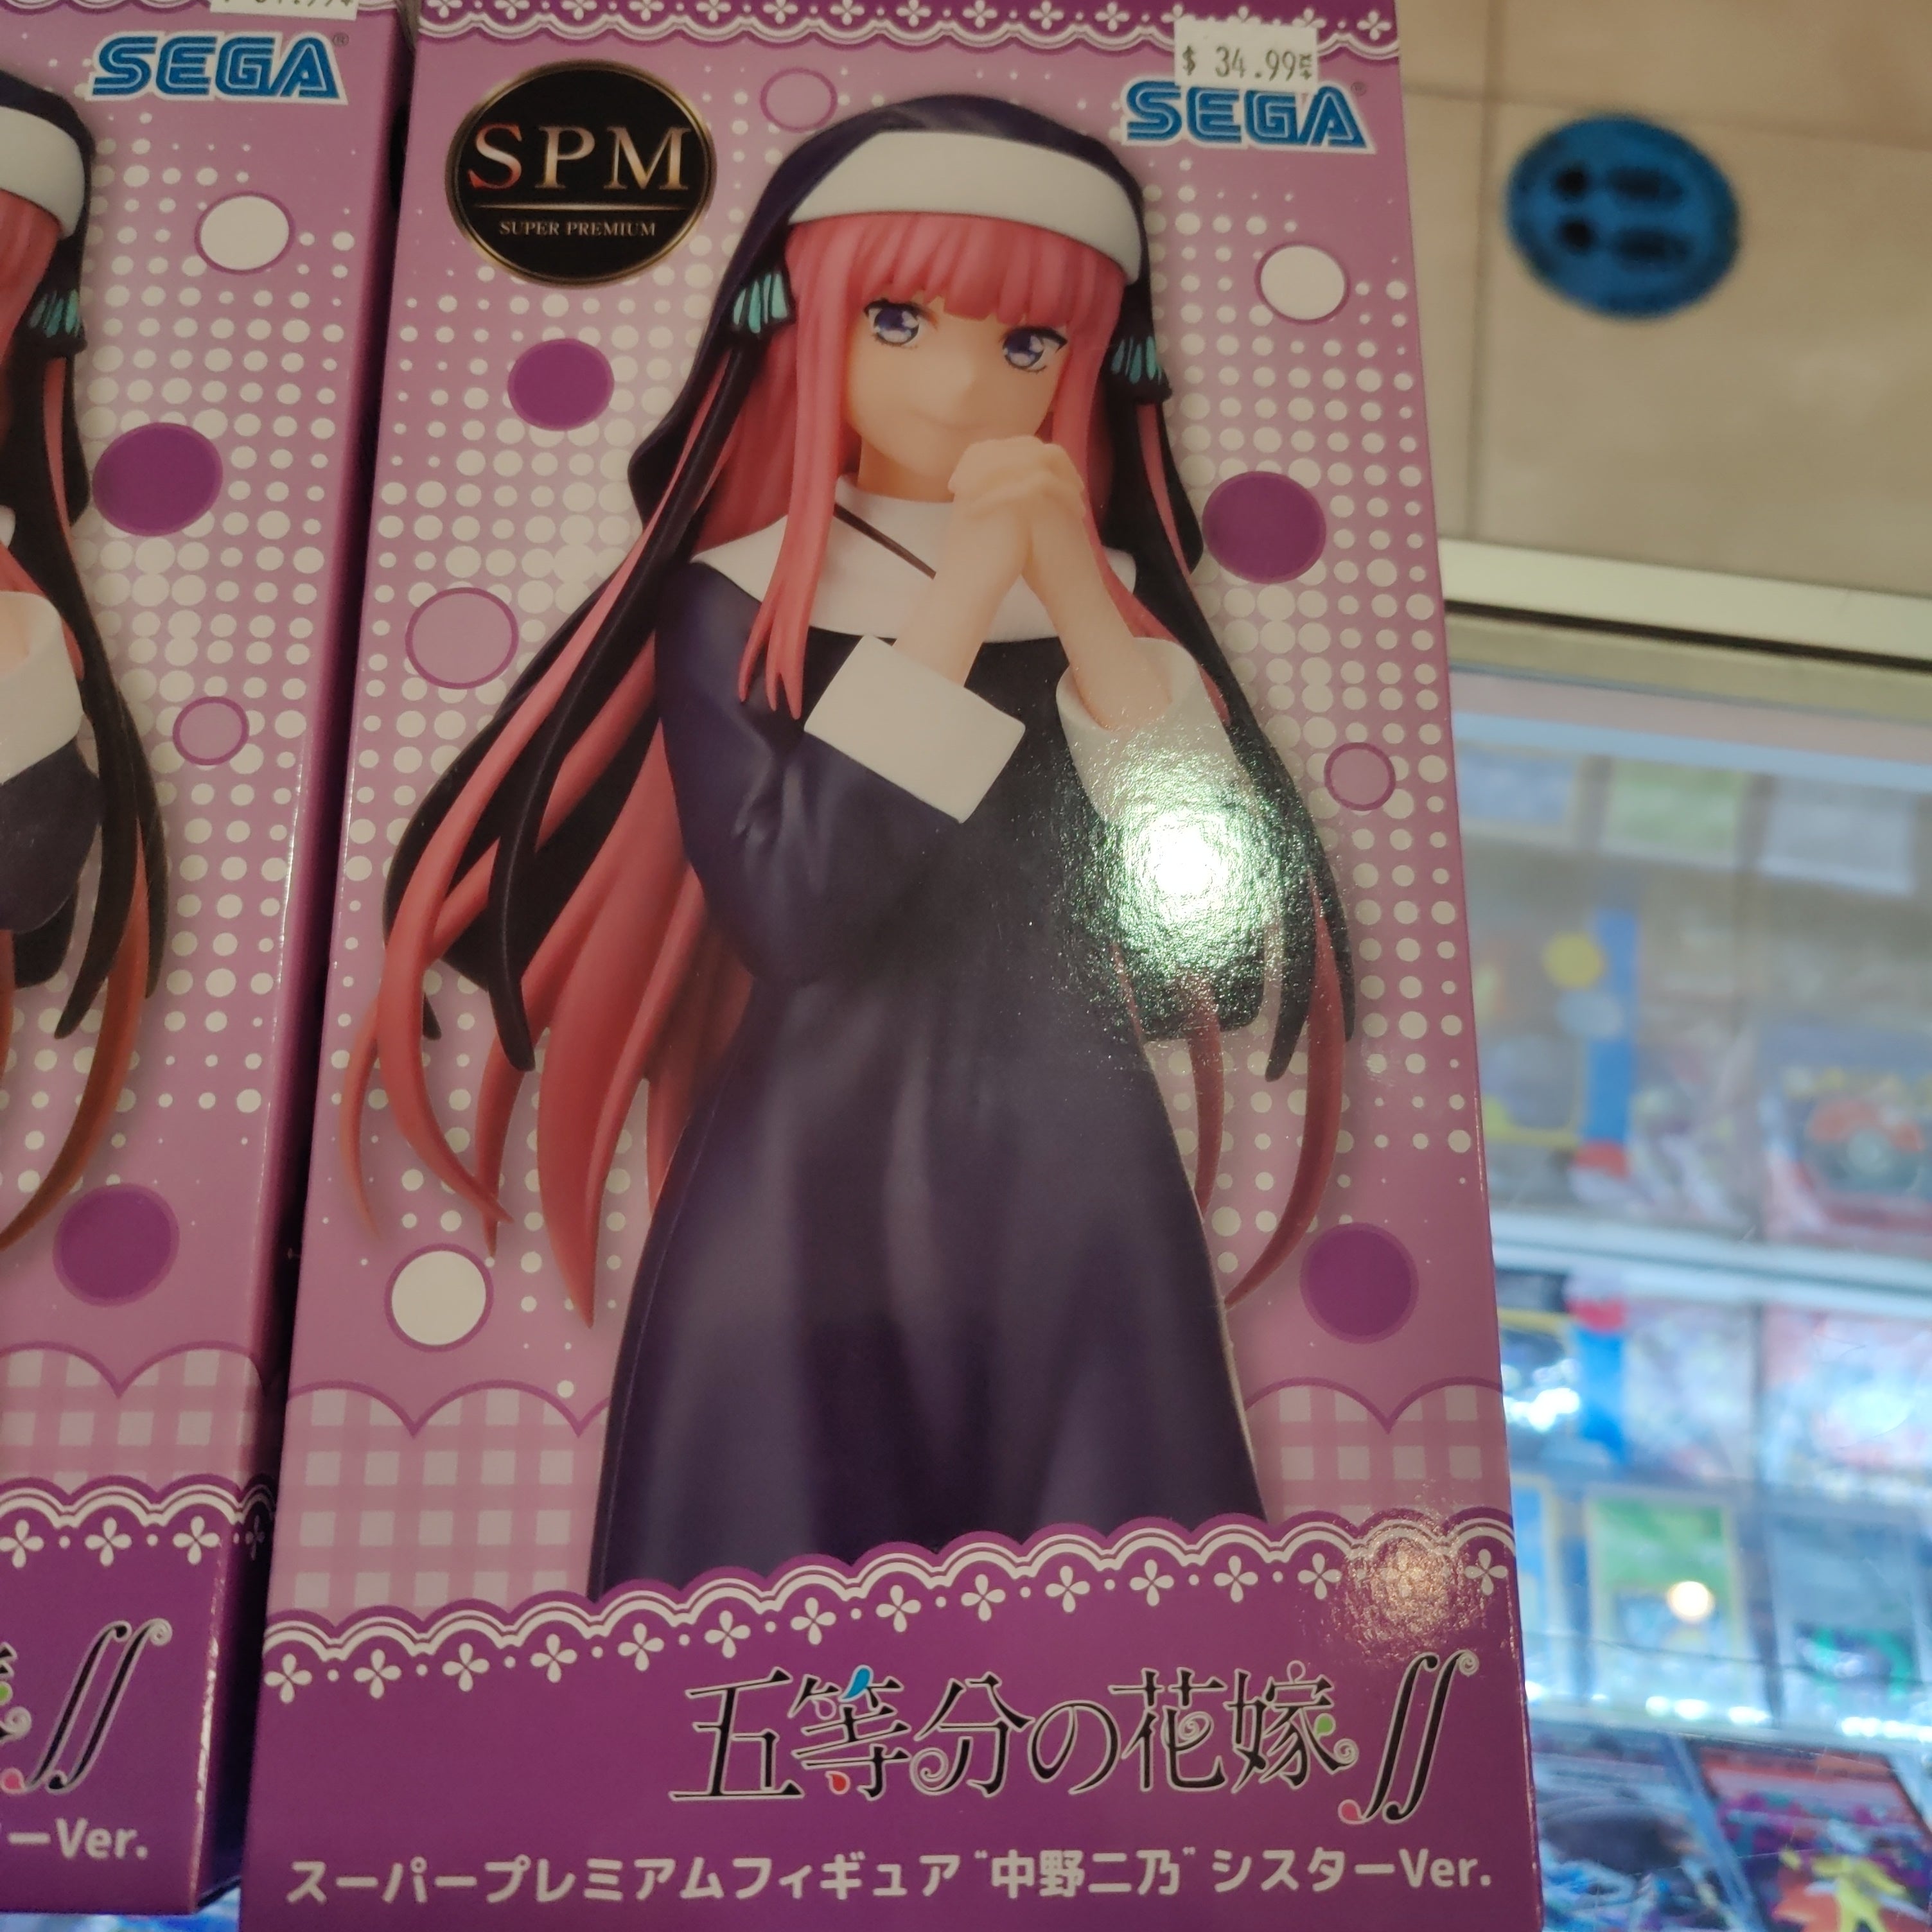 SEGA®
$ 34.99
SEGA®
SPM
SUPER PREMIUM
五等分の花嫁∬
スーパープレミアムフィギュア"中野二乃"シスターVer.
∬
ーVer.